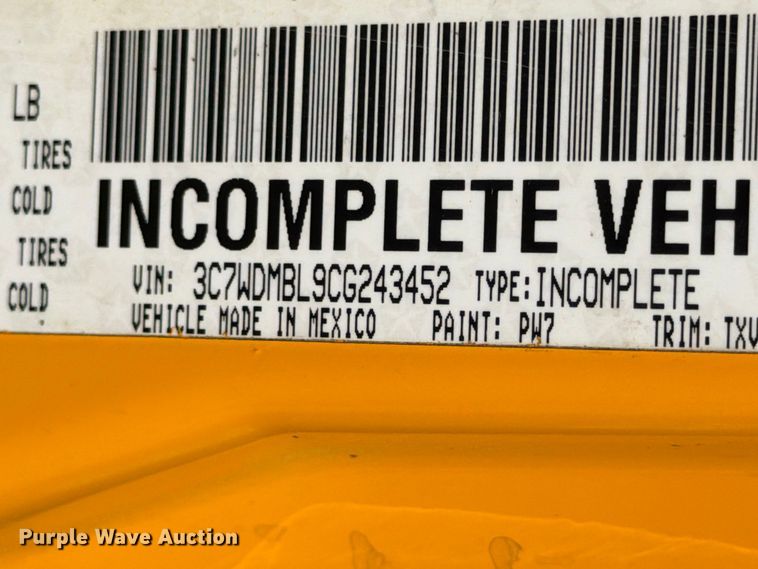 LB
TIRES
COLD
TIRES
COLD
INCOMPLETE VEH
VIN: 3C7WDMBL9CG243452 TYPE: INCOMPLETE
VEHICLE MADE IN MEXICO PAINT: PW7 TRIM: TXV
Purple Wave Auction